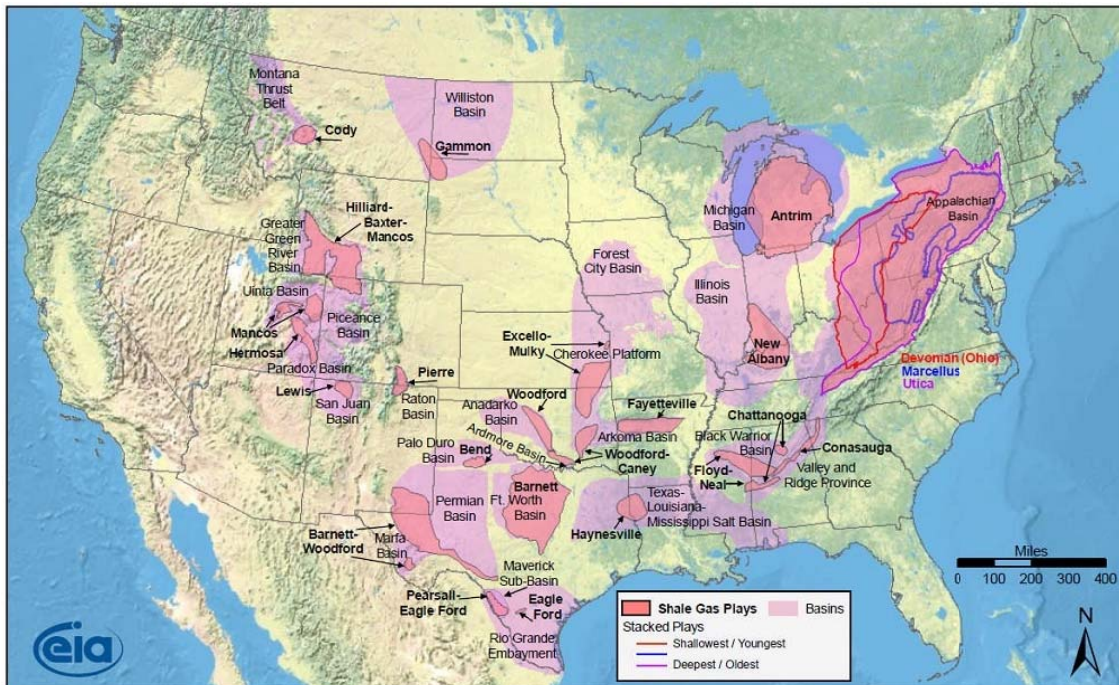 Montana
Thrust
Belt
Cody
Williston
Basin
Gammon
Hilliard-
Baxter-
Mancos
Greater
Green
River
Basin
Uinta Basin
Mancos
Piceance
Basin
Hermosa
Paradox Basin
Lewis
San Juan
Basin
Pierre
Raton
Basin
Forest
City Basin
Excello-
Mulky
Cherokee Platform
Michigan
Basin
Antrim
Illinois
Basin
New
Albany
Appalachian
Basin
Devonian (Ohio)
Marcellus
Utica
Woodford
Anadarko
Basin
Fayetteville
Arkoma Basin
Ardmore Basin
Woodford-
Caney
Palo Duro
Basin
Bend
Chattanooga
Black Warrior
Basin
Conasauga
Floyd-
Neal
Valley and
Ridge Province
Permian
Basin
Barnett
Ft. Worth
Basin
Texas-
Louisiana-
Mississippi Salt Basin
Haynesville
Barnett-
Woodford
Marfa
Basin
Maverick
Sub-Basin
Pearsall-
Eagle Ford
Eagle
Ford
Rio Grande
Embayment
Miles
0 100 200 300 400
N
Shale Gas Plays
Basins
Stacked Plays
Shallowest / Youngest
Deepest / Oldest
eia